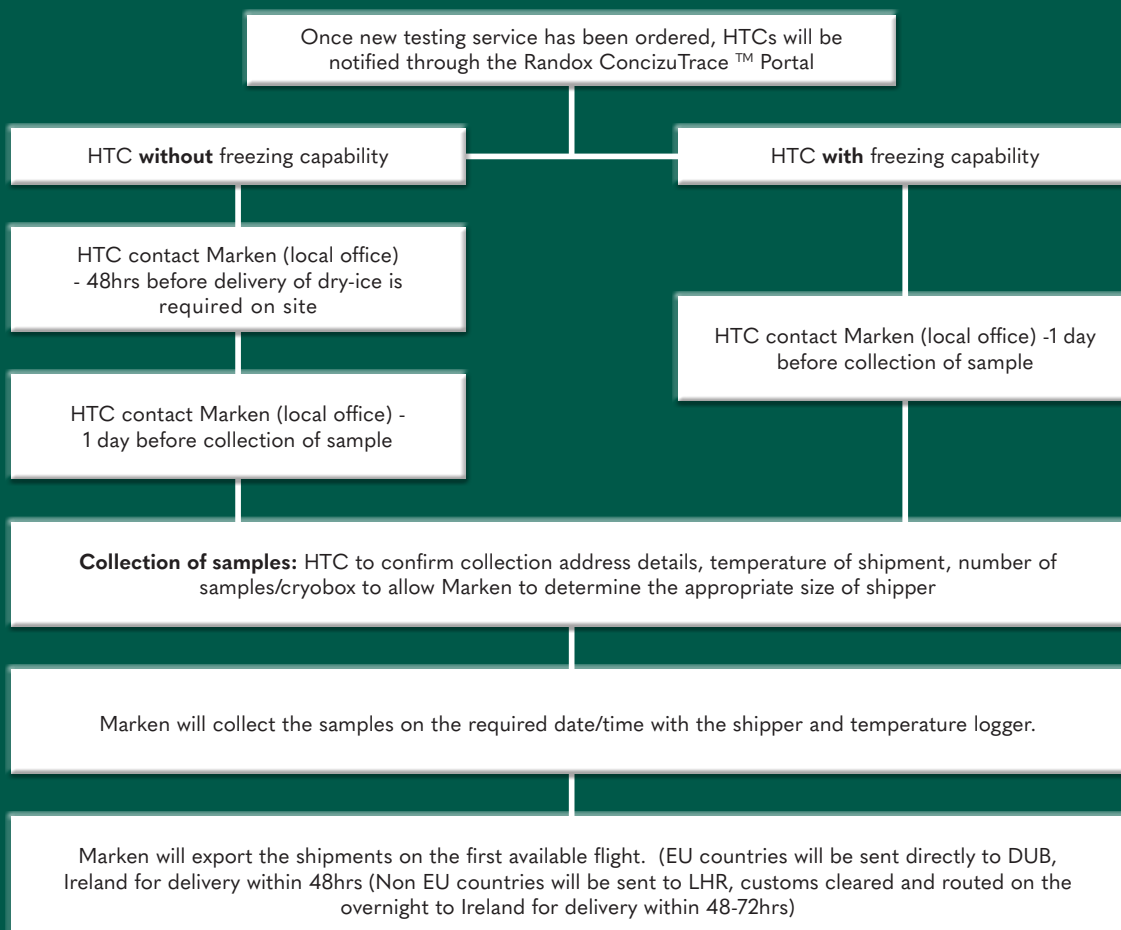 Once new testing service has been ordered, HTCs will be
notified through the Randox ConcizuTrace ™ Portal
HTC without freezing capability
HTC with freezing capability
HTC contact Marken (local office)
- 48hrs before delivery of dry-ice is
required on site
HTC contact Marken (local office) -1 day
before collection of sample
HTC contact Marken (local office) -
1 day before collection of sample
Collection of samples: HTC to confirm collection address details, temperature of shipment, number of
samples/cryobox to allow Marken to determine the appropriate size of shipper
Marken will collect the samples on the required date/time with the shipper and temperature logger.
Marken will export the shipments on the first available flight. (EU countries will be sent directly to DUB,
Ireland for delivery within 48hrs (Non EU countries will be sent to LHR, customs cleared and routed on the
overnight to Ireland for delivery within 48-72hrs)